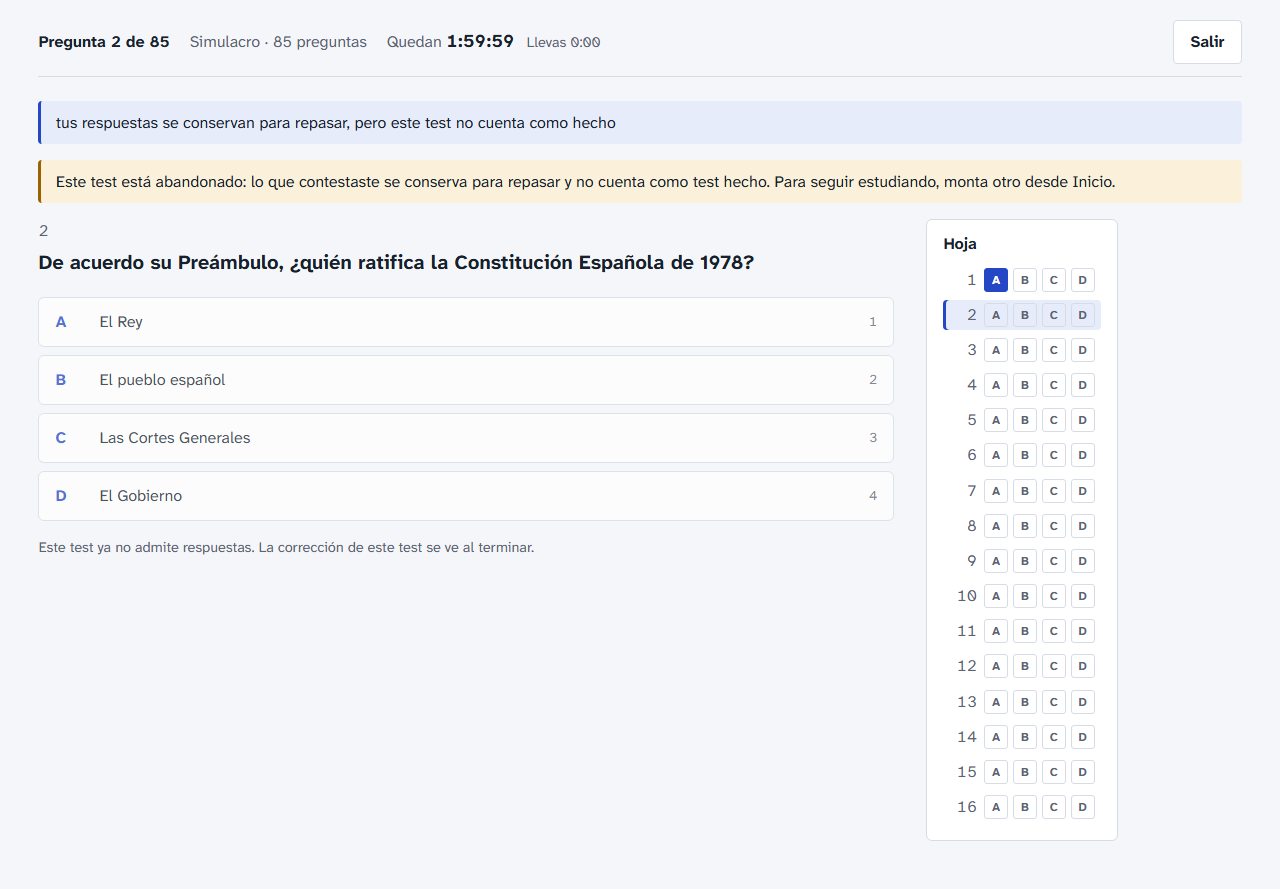 Pregunta 2 de 85 Simulacro · 85 preguntas Quedan 1:59:59 Llevas 0:00 Salir
tus respuestas se conservan para repasar, pero este test no cuenta como hecho
Este test está abandonado: lo que contestaste se conserva para repasar y no cuenta como test hecho. Para seguir estudiando, monta otro desde Inicio.
2
De acuerdo su Preámbulo, ¿quién ratifica la Constitución Española de 1978?
A El Rey 1
B El pueblo español 2
C Las Cortes Generales 3
D El Gobierno 4
Este test ya no admite respuestas. La corrección de este test se ve al terminar.
Hoja
1 A B C D
2 A B C D
3 A B C D
4 A B C D
5 A B C D
6 A B C D
7 A B C D
8 A B C D
9 A B C D
10 A B C D
11 A B C D
12 A B C D
13 A B C D
14 A B C D
15 A B C D
16 A B C D